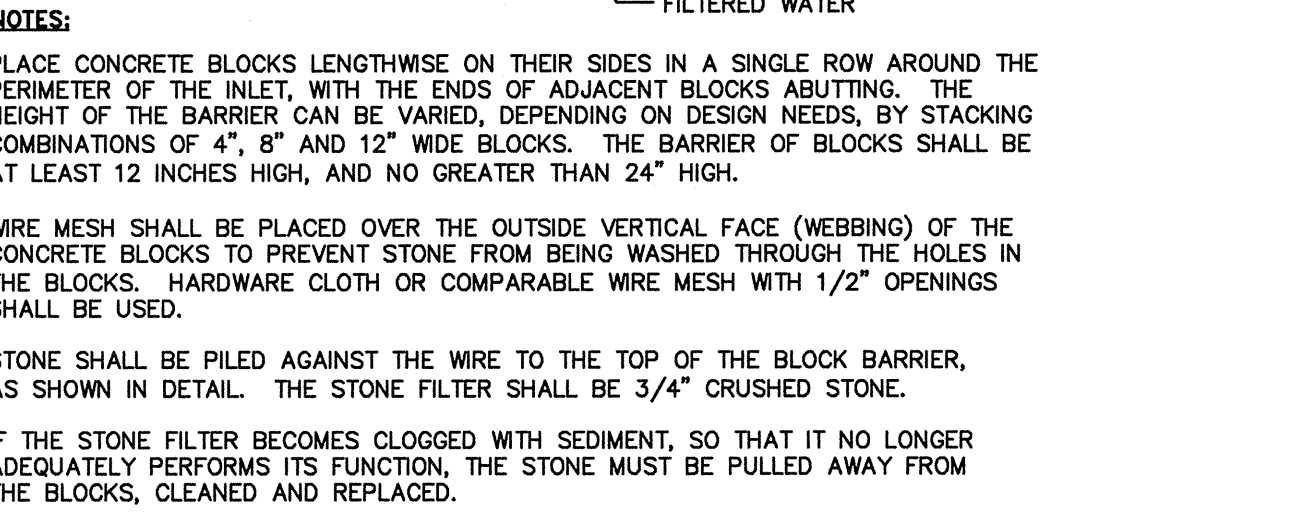 FILTERED WATER
NOTES:
PLACE CONCRETE BLOCKS LENGTHWISE ON THEIR SIDES IN A SINGLE ROW AROUND THE
PERIMETER OF THE INLET, WITH THE ENDS OF ADJACENT BLOCKS ABUTTING. THE
HEIGHT OF THE BARRIER CAN BE VARIED, DEPENDING ON DESIGN NEEDS, BY STACKING
COMBINATIONS OF 4", 8" AND 12" WIDE BLOCKS. THE BARRIER OF BLOCKS SHALL BE
AT LEAST 12 INCHES HIGH, AND NO GREATER THAN 24" HIGH.
WIRE MESH SHALL BE PLACED OVER THE OUTSIDE VERTICAL FACE (WEBBING) OF THE
CONCRETE BLOCKS TO PREVENT STONE FROM BEING WASHED THROUGH THE HOLES IN
THE BLOCKS. HARDWARE CLOTH OR COMPARABLE WIRE MESH WITH 1/2" OPENINGS
SHALL BE USED.
STONE SHALL BE PILED AGAINST THE WIRE TO THE TOP OF THE BLOCK BARRIER,
AS SHOWN IN DETAIL. THE STONE FILTER SHALL BE 3/4" CRUSHED STONE.
IF THE STONE FILTER BECOMES CLOGGED WITH SEDIMENT, SO THAT IT NO LONGER
ADEQUATELY PERFORMS ITS FUNCTION, THE STONE MUST BE PULLED AWAY FROM
THE BLOCKS, CLEANED AND REPLACED.